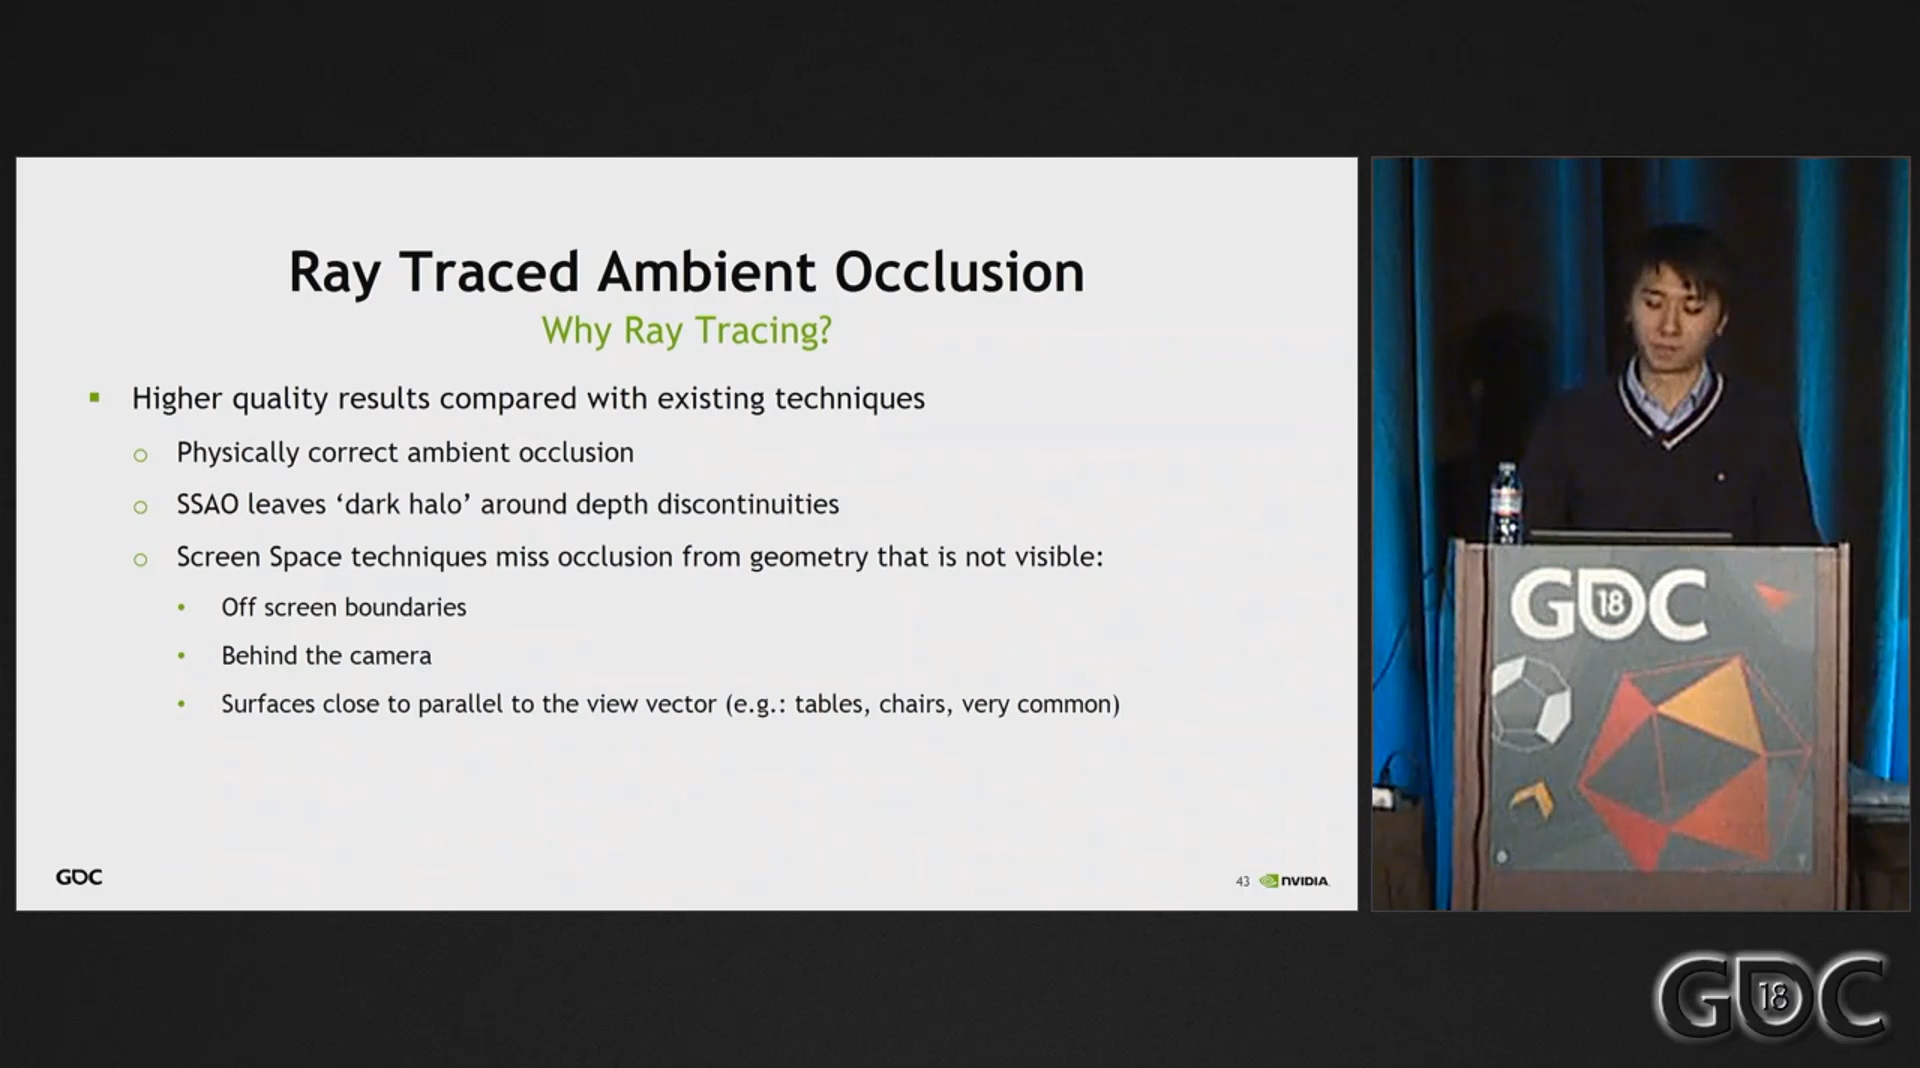 Ray Traced Ambient Occlusion
Why Ray Tracing?
▪ Higher quality results compared with existing techniques
○ Physically correct ambient occlusion
○ SSAO leaves ‘dark halo’ around depth discontinuities
○ Screen Space techniques miss occlusion from geometry that is not visible:
• Off screen boundaries
• Behind the camera
• Surfaces close to parallel to the view vector (e.g.: tables, chairs, very common)
GDC
43 NVIDIA.
GDC 18
GDC 18